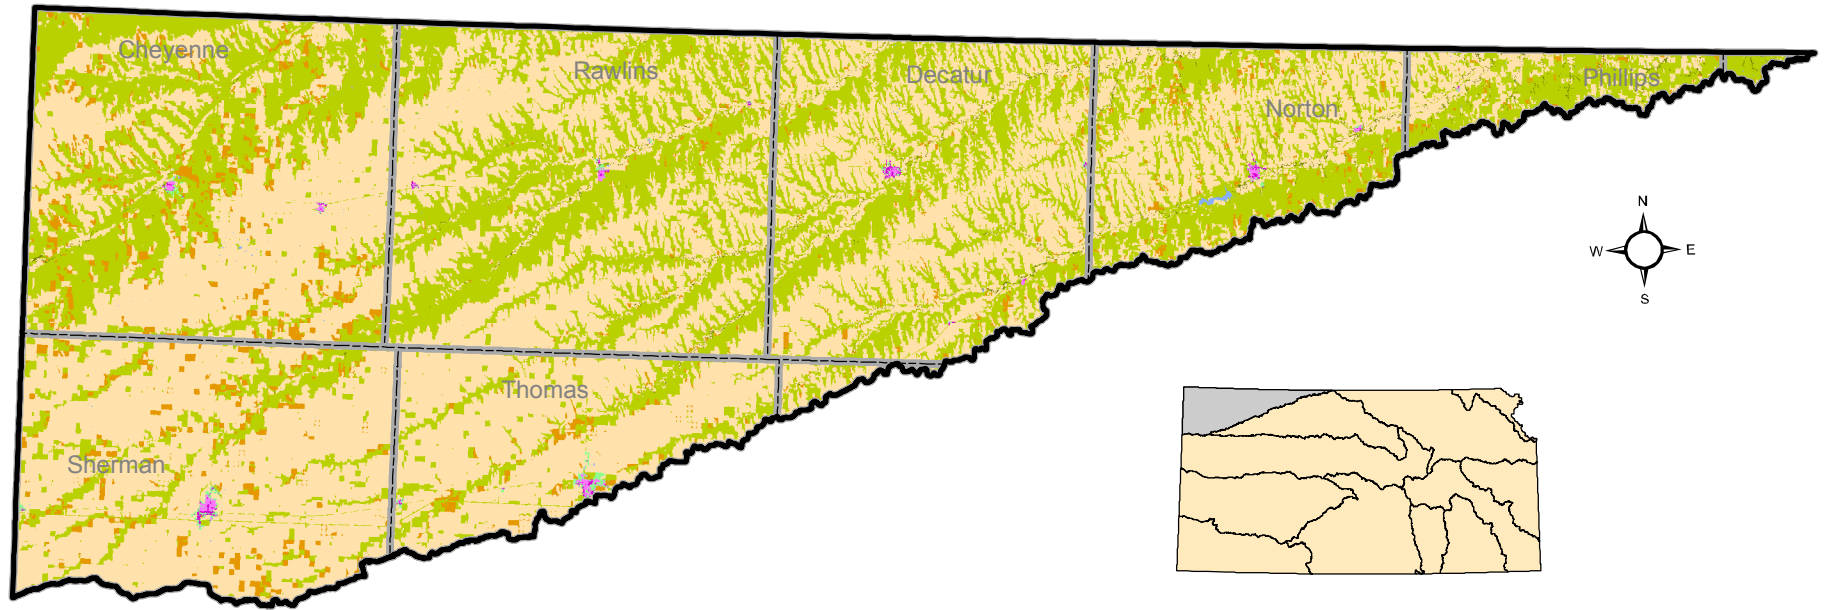 Cheyenne
Rawlins
Decatur
Norton
Phillips
Thomas
Sherman
N
W E
S